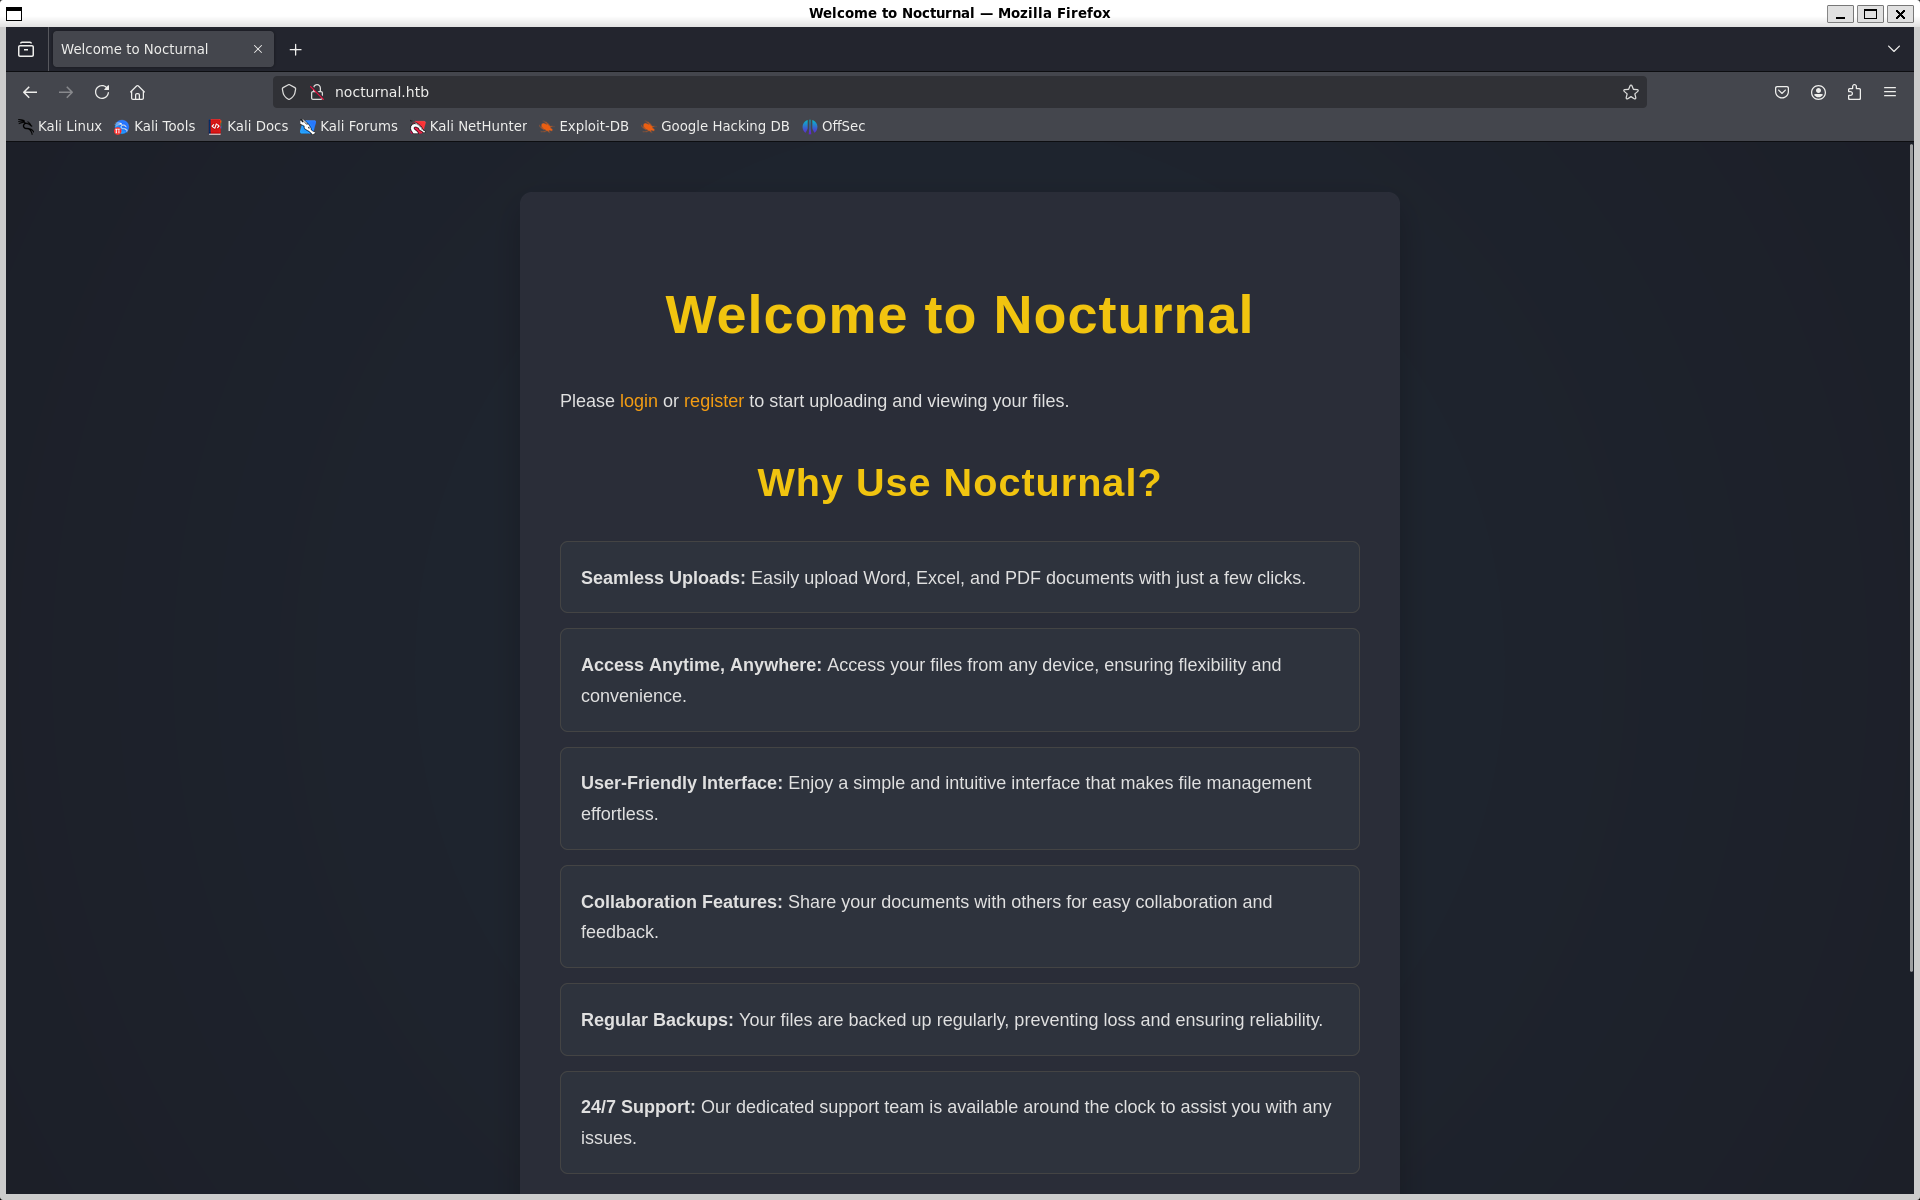 Welcome to Nocturnal — Mozilla Firefox
Welcome to Nocturnal
nocturnal.htb
Kali Linux Kali Tools Kali Docs Kali Forums Kali NetHunter Exploit-DB Google Hacking DB OffSec
Welcome to Nocturnal
Please login or register to start uploading and viewing your files.
Why Use Nocturnal?
Seamless Uploads: Easily upload Word, Excel, and PDF documents with just a few clicks.
Access Anytime, Anywhere: Access your files from any device, ensuring flexibility and
convenience.
User-Friendly Interface: Enjoy a simple and intuitive interface that makes file management
effortless.
Collaboration Features: Share your documents with others for easy collaboration and
feedback.
Regular Backups: Your files are backed up regularly, preventing loss and ensuring reliability.
24/7 Support: Our dedicated support team is available around the clock to assist you with any
issues.